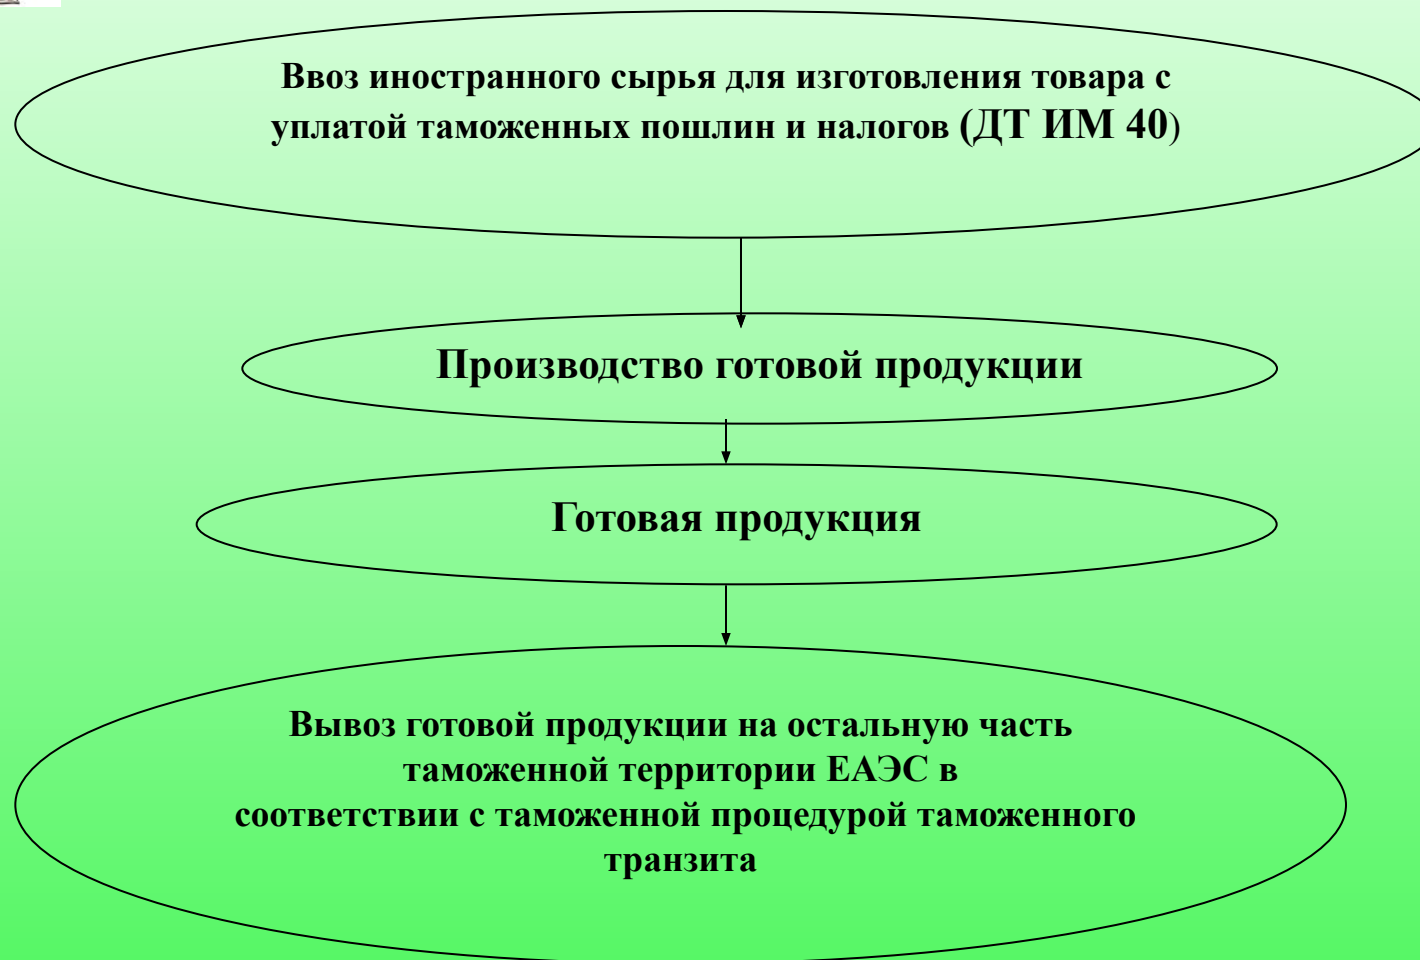 Ввоз иностранного сырья для изготовления товара с
уплатой таможенных пошлин и налогов (ДТ ИМ 40)
Производство готовой продукции
Готовая продукция
Вывоз готовой продукции на остальную часть
таможенной территории ЕАЭС в
соответствии с таможенной процедурой таможенного
транзита